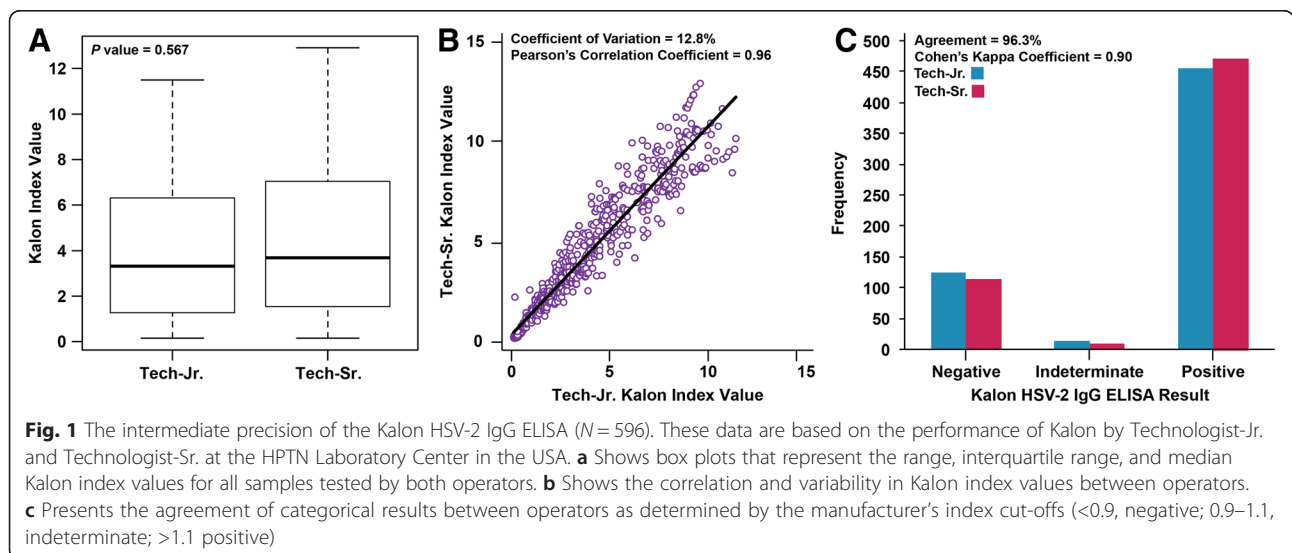 A
P value = 0.567
Kalon Index Value
12
10
8
6
4
2
0
Tech-Jr.
Tech-Sr.
B
Coefficient of Variation = 12.8%
Pearson's Correlation Coefficient = 0.96
Tech-Sr. Kalon Index Value
15
10
5
0
0
5
10
15
Tech-Jr. Kalon Index Value
C
Agreement = 96.3%
Cohen's Kappa Coefficient = 0.90
Tech-Jr.
Tech-Sr.
Frequency
500
450
400
350
300
250
200
150
100
50
0
Negative
Indeterminate
Positive
Kalon HSV-2 IgG ELISA Result
Fig. 1 The intermediate precision of the Kalon HSV-2 IgG ELISA (N = 596). These data are based on the performance of Kalon by Technologist-Jr.
and Technologist-Sr. at the HPTN Laboratory Center in the USA. a Shows box plots that represent the range, interquartile range, and median
Kalon index values for all samples tested by both operators. b Shows the correlation and variability in Kalon index values between operators.
c Presents the agreement of categorical results between operators as determined by the manufacturer's index cut-offs (<0.9, negative; 0.9–1.1,
indeterminate; >1.1 positive)